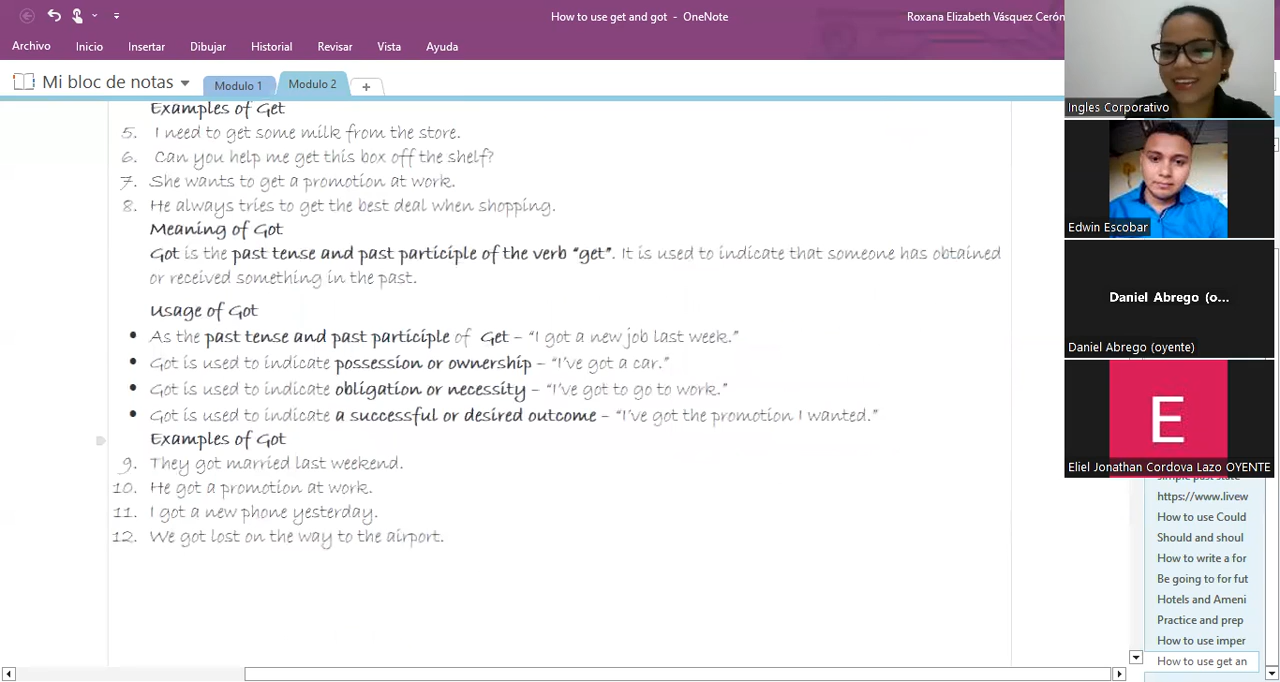 How to use get and got - OneNote
Roxana Elizabeth Vásquez Cerón
Archivo Inicio Insertar Dibujar Historial Revisar Vista Ayuda
Mi bloc de notas Modulo 1 Modulo 2 +
Examples of Get
5. I need to get some milk from the store.
6. Can you help me get this box off the shelf?
7. She wants to get a promotion at work.
8. He always tries to get the best deal when shopping.
Meaning of Got
Got is the past tense and past participle of the verb "get". It is used to indicate that someone has obtained
or received something in the past.
Usage of Got
• As the past tense and past participle of Get – "I got a new job last week."
• Got is used to indicate possession or ownership – "I've got a car."
• Got is used to indicate obligation or necessity – "I've got to go to work."
• Got is used to indicate a successful or desired outcome – "I've got the promotion I wanted."
Examples of Got
9. They got married last weekend.
10. He got a promotion at work.
11. I got a new phone yesterday.
12. We got lost on the way to the airport.
Ingles Corporativo
Edwin Escobar
Daniel Abrego (o...
Daniel Abrego (oyente)
E
Eliel Jonathan Cordova Lazo OYENTE
simple past state
https://www.livew
How to use Could
Should and shoul
How to write a for
Be going to for fut
Hotels and Ameni
Practice and prep
How to use imper
How to use get an